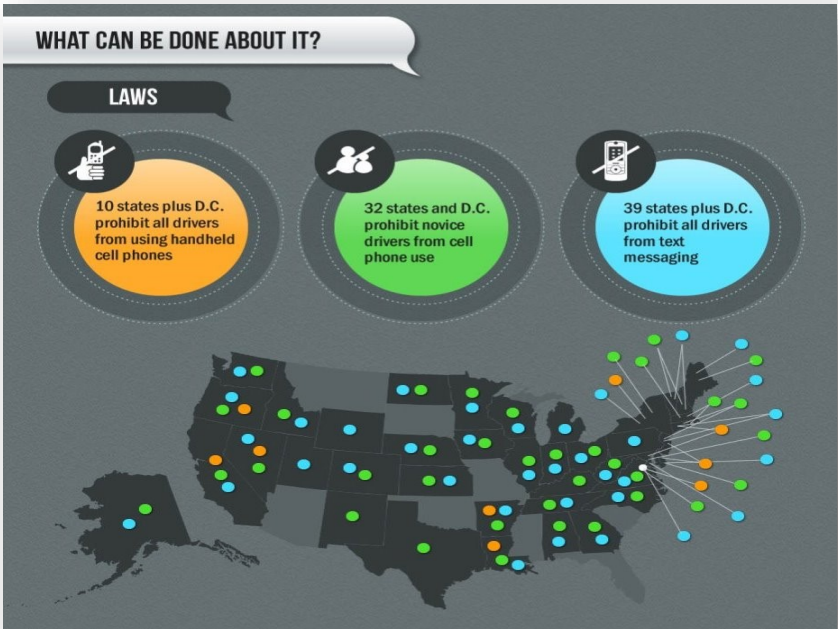 WHAT CAN BE DONE ABOUT IT?
LAWS
10 states plus D.C.
prohibit all drivers
from using handheld
cell phones
32 states and D.C.
prohibit novice
drivers from cell
phone use
39 states plus D.C.
prohibit all drivers
from text
messaging